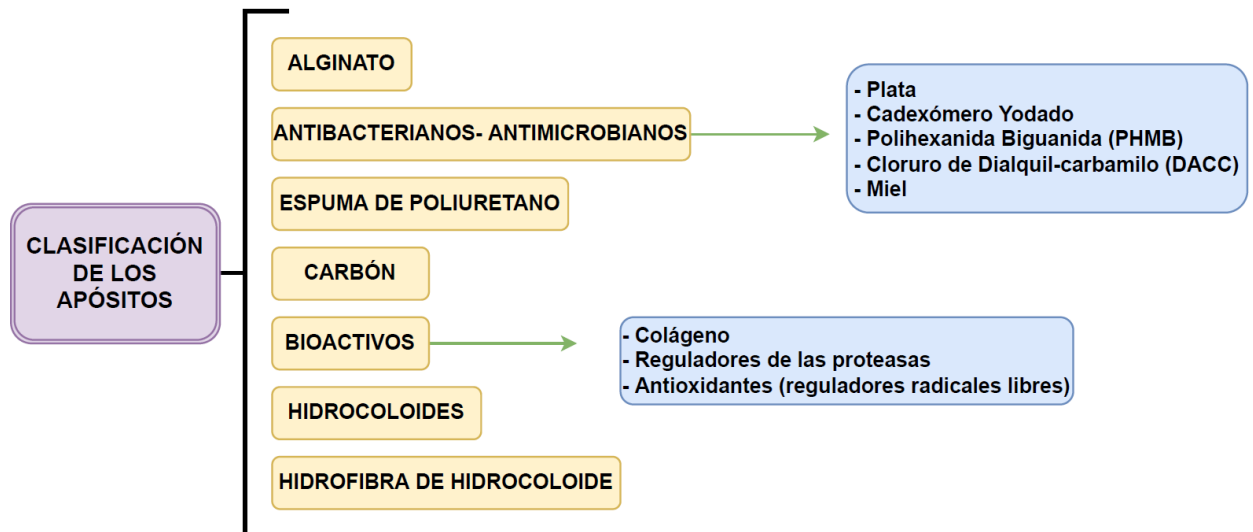 CLASIFICACIÓN
DE LOS
APÓSITOS
ALGINATO
ANTIBACTERIANOS- ANTIMICROBIANOS
- Plata
- Cadexómero Yodado
- Polihexanida Biguanida (PHMB)
- Cloruro de Dialquil-carbamilo (DACC)
- Miel
ESPUMA DE POLIURETANO
CARBÓN
BIOACTIVOS
- Colágeno
- Reguladores de las proteasas
- Antioxidantes (reguladores radicales libres)
HIDROCOLOIDES
HIDROFIBRA DE HIDROCOLOIDE